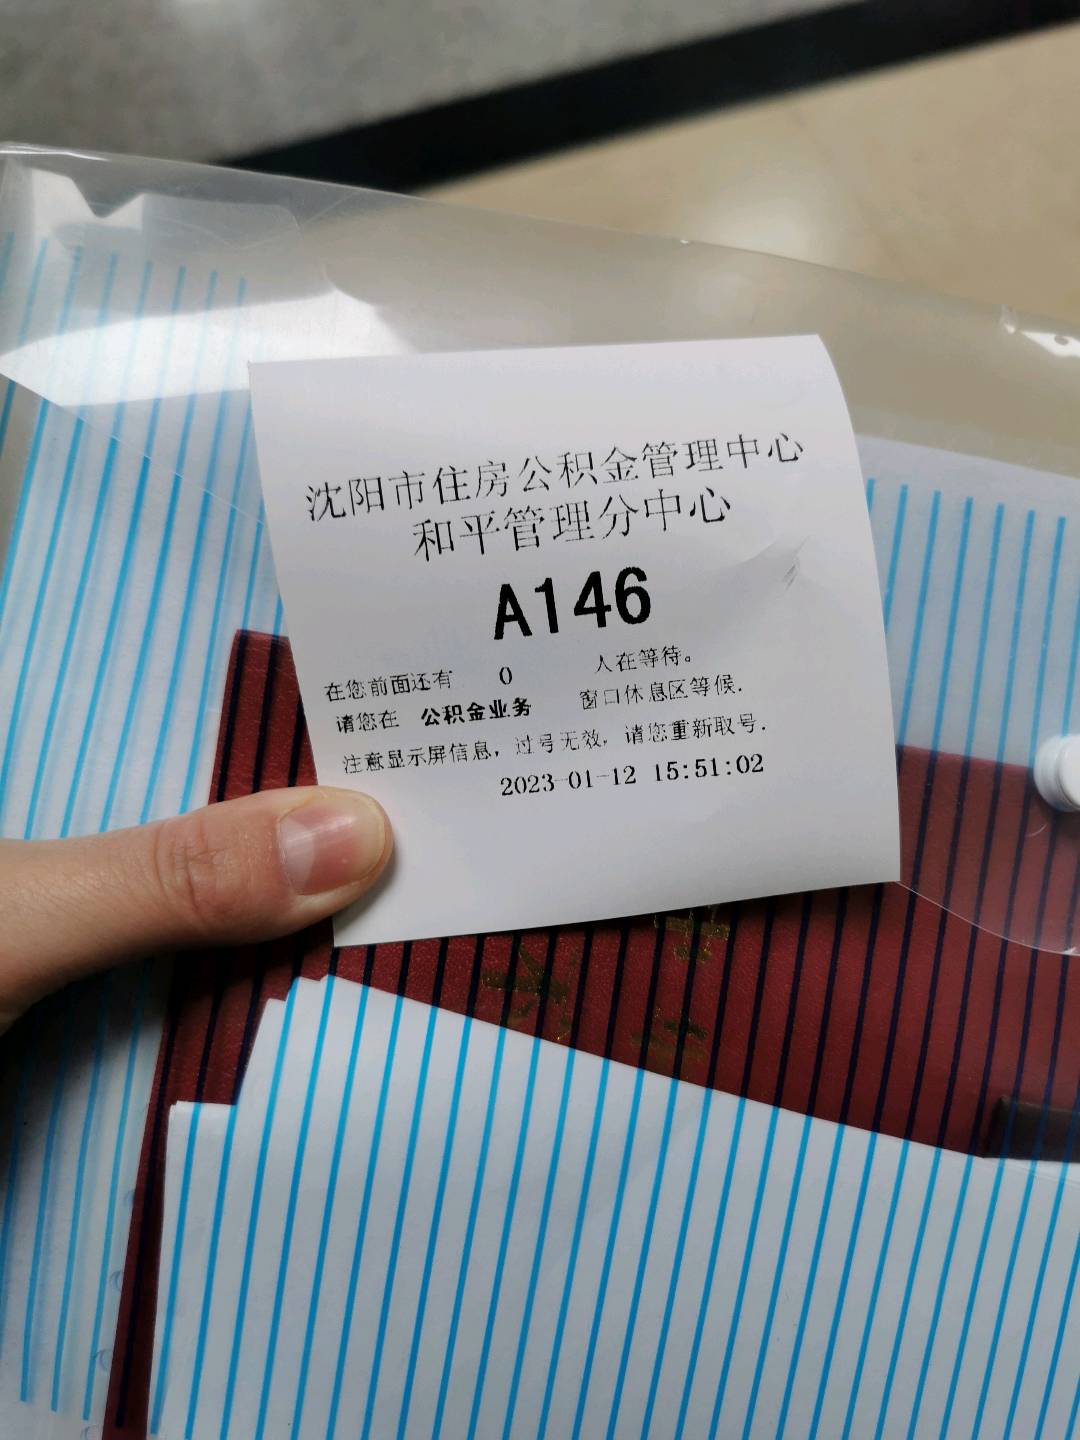 沈阳市住房公积金管理中心
和平管理分中心
A146
在您前面还有 0 人在等待。
请您在 公积金业务 窗口休息区等候.
注意显示屏信息，过号无效，请您重新取号.
2023-01-12 15:51:02